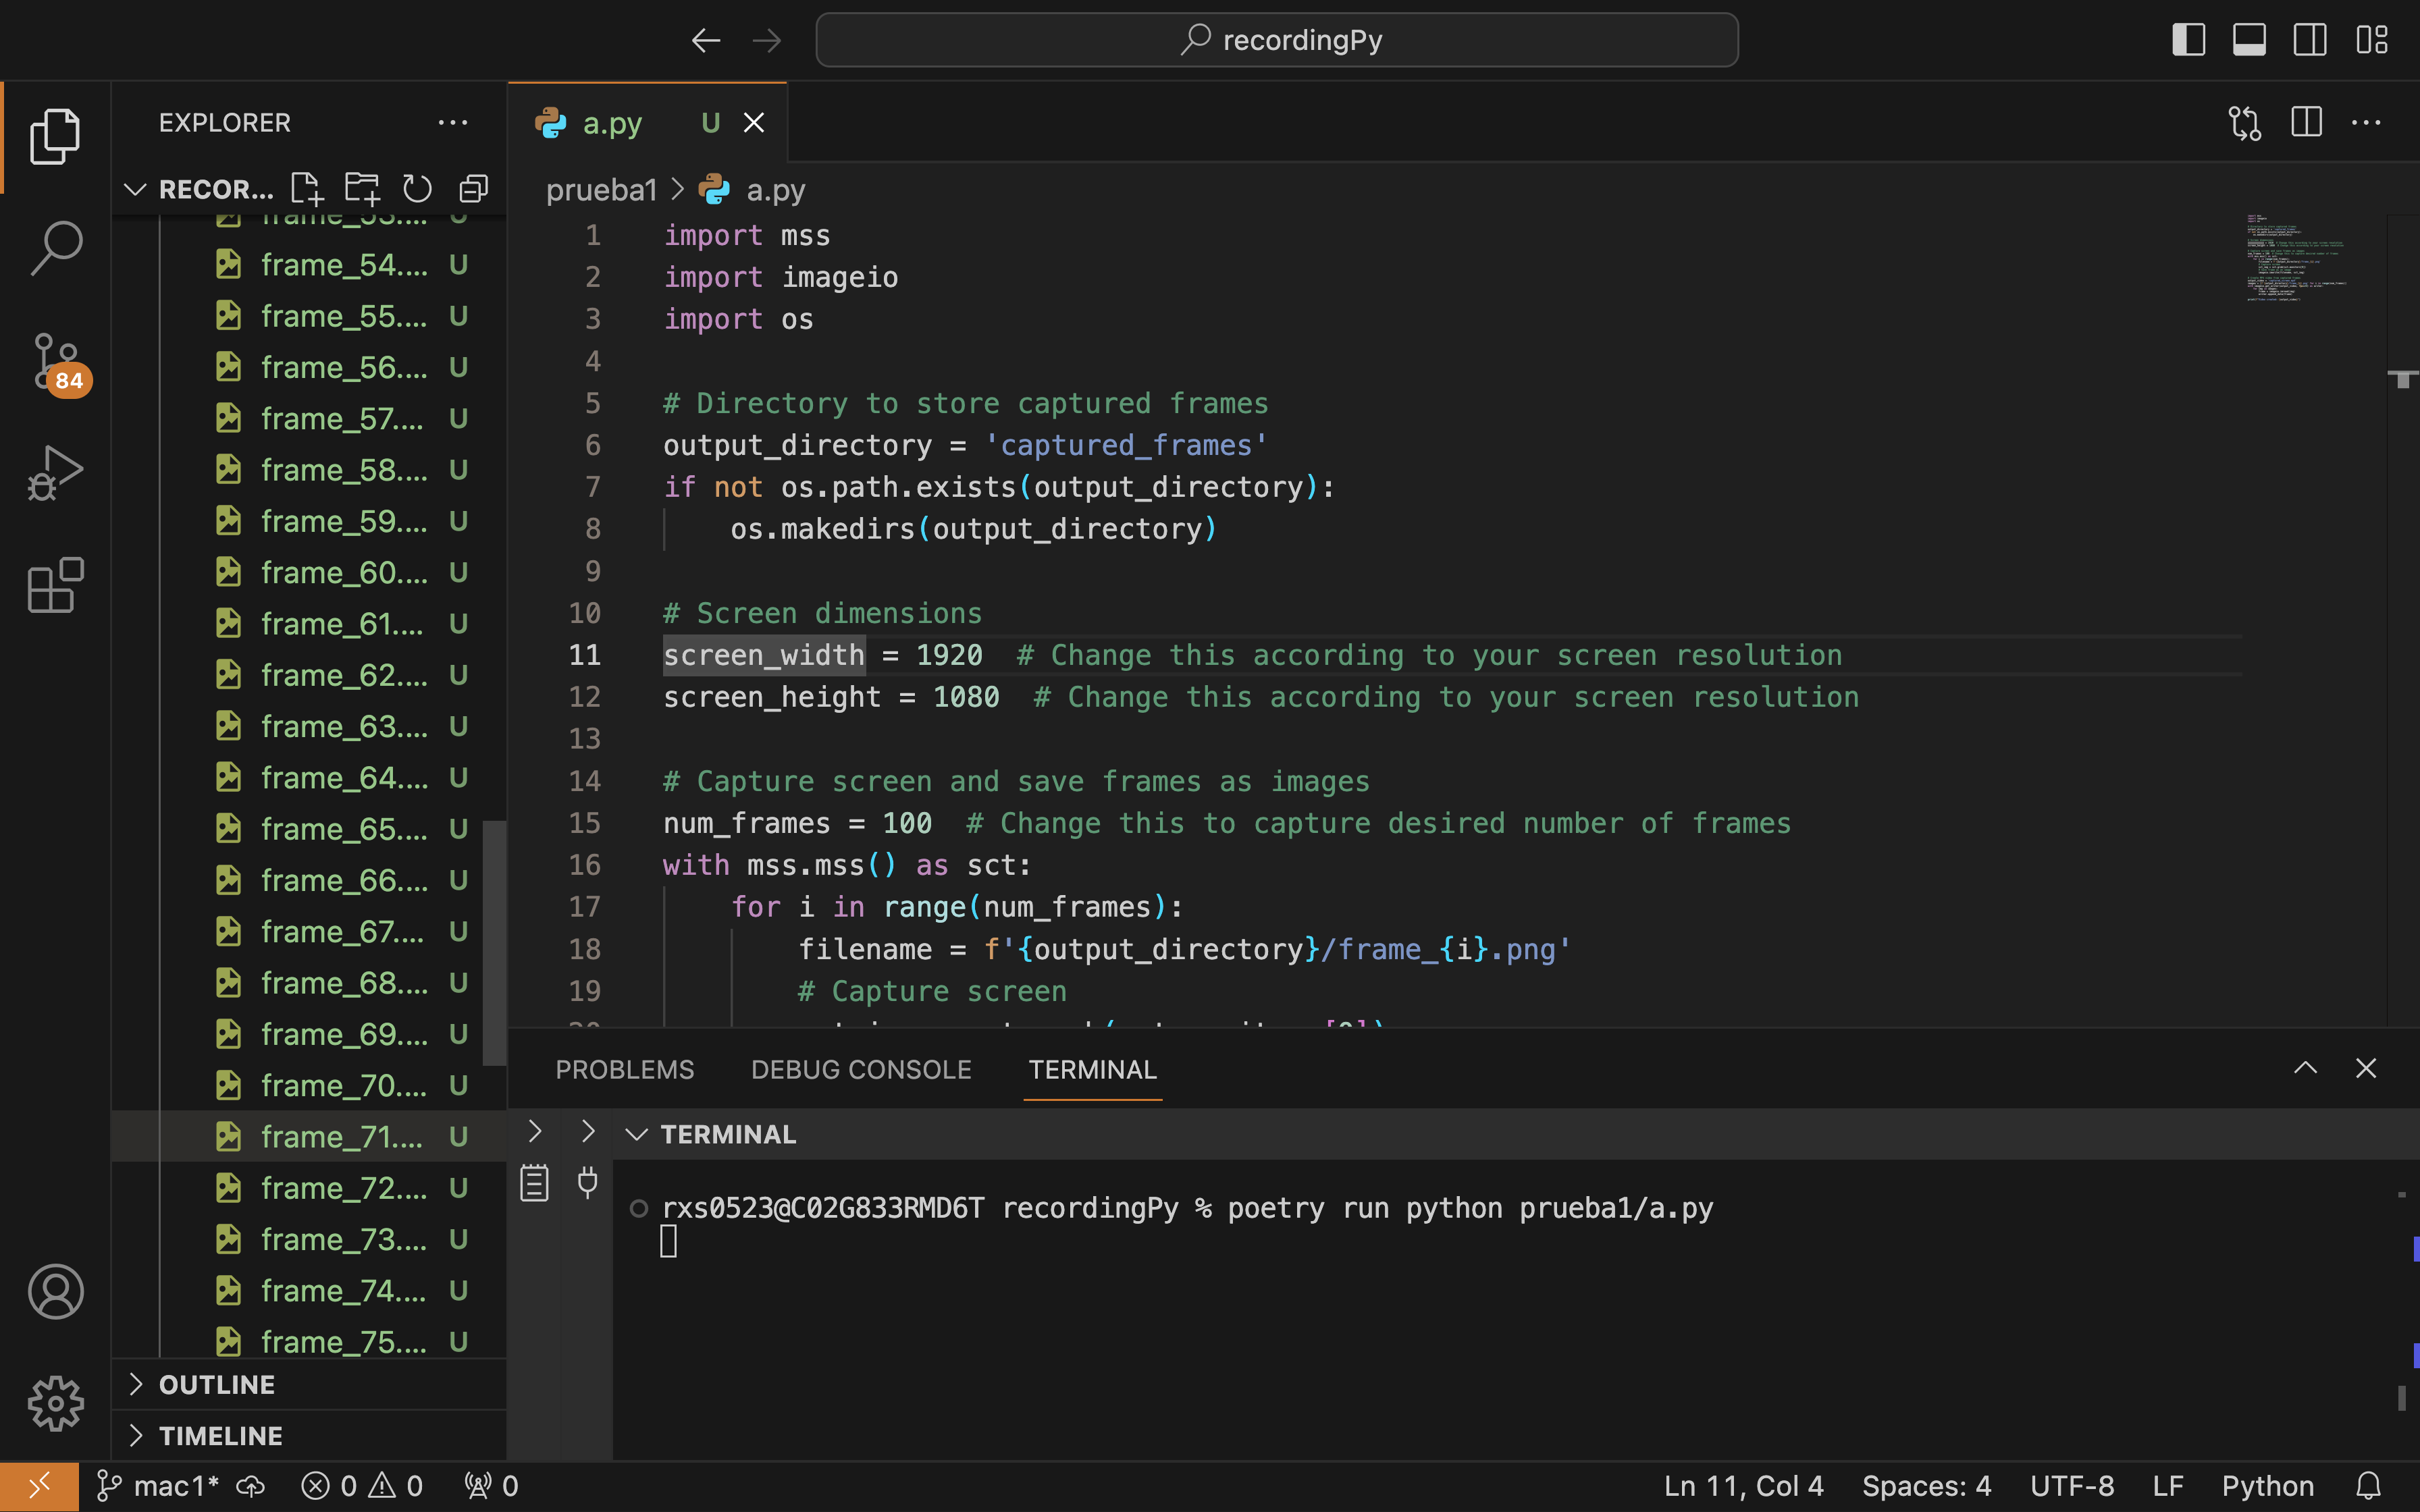 recordingPy
EXPLORER
RECOR...
frame_53.... U
frame_54.... U
frame_55.... U
frame_56.... U
frame_57.... U
frame_58.... U
frame_59.... U
frame_60.... U
frame_61.... U
frame_62.... U
frame_63.... U
frame_64.... U
frame_65.... U
frame_66.... U
frame_67.... U
frame_68.... U
frame_69.... U
frame_70.... U
frame_71.... U
frame_72.... U
frame_73.... U
frame_74.... U
frame_75.... U
OUTLINE
TIMELINE
84
a.py U
prueba1 > a.py
1 import mss
2 import imageio
3 import os
4
5 # Directory to store captured frames
6 output_directory = 'captured_frames'
7 if not os.path.exists(output_directory):
8     os.makedirs(output_directory)
9
10 # Screen dimensions
11 screen_width = 1920  # Change this according to your screen resolution
12 screen_height = 1080  # Change this according to your screen resolution
13
14 # Capture screen and save frames as images
15 num_frames = 100  # Change this to capture desired number of frames
16 with mss.mss() as sct:
17     for i in range(num_frames):
18         filename = f'{output_directory}/frame_{i}.png'
19         # Capture screen
PROBLEMS DEBUG CONSOLE TERMINAL
TERMINAL
rxs0523@C02G833RMD6T recordingPy % poetry run python prueba1/a.py
mac1* 0 0 0 Ln 11, Col 4 Spaces: 4 UTF-8 LF Python